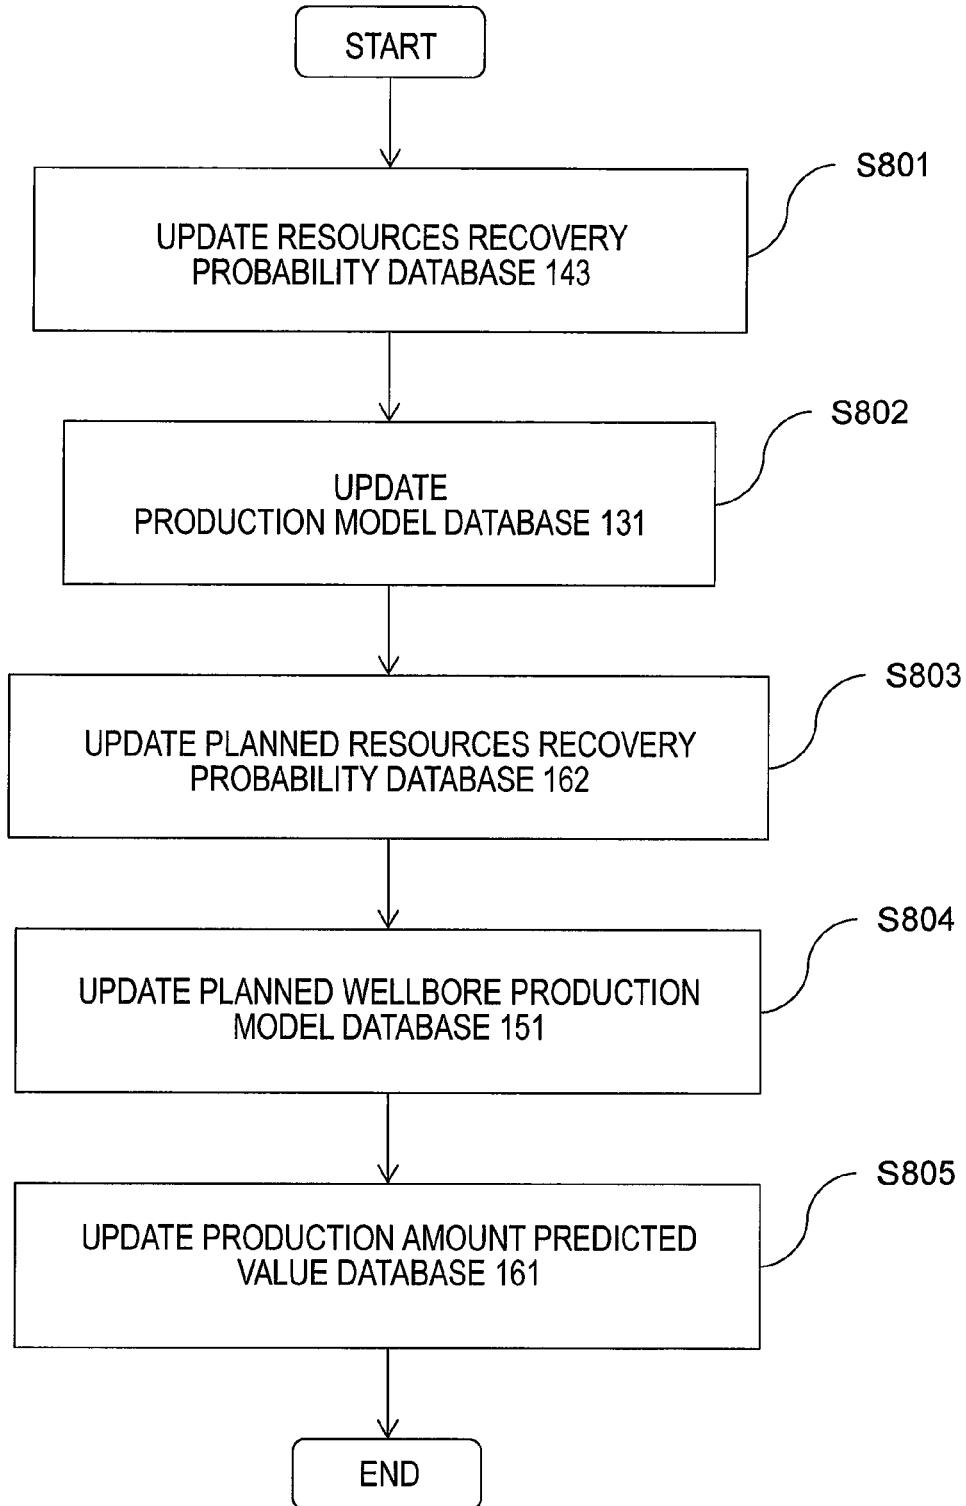 START
S801
UPDATE RESOURCES RECOVERY
PROBABILITY DATABASE 143
S802
UPDATE
PRODUCTION MODEL DATABASE 131
S803
UPDATE PLANNED RESOURCES RECOVERY
PROBABILITY DATABASE 162
S804
UPDATE PLANNED WELLBORE PRODUCTION
MODEL DATABASE 151
S805
UPDATE PRODUCTION AMOUNT PREDICTED
VALUE DATABASE 161
END